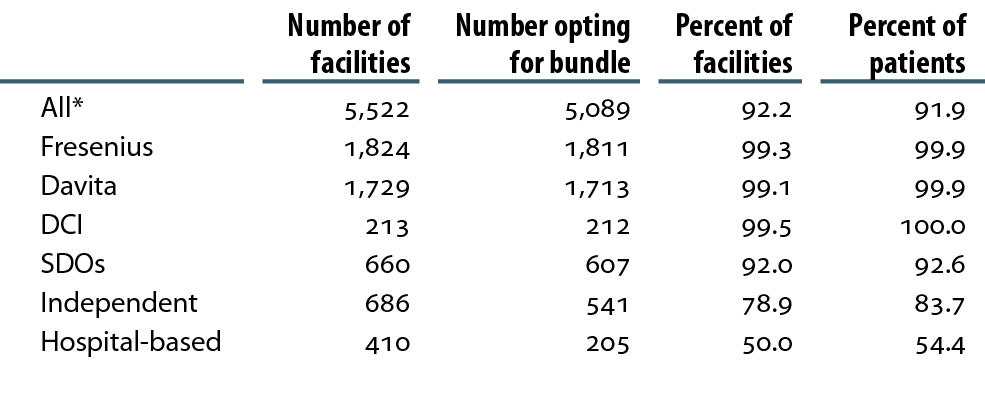 Number of Number opting Percent of Percent of
facilities for bundle facilities patients
All* 5,522 5,089 92.2 91.9
Fresenius 1,824 1,811 99.3 99.9
Davita 1,729 1,713 99.1 99.9
DCI 213 212 99.5 100.0
SDOs 660 607 92.0 92.6
Independent 686 541 78.9 83.7
Hospital-based 410 205 50.0 54.4